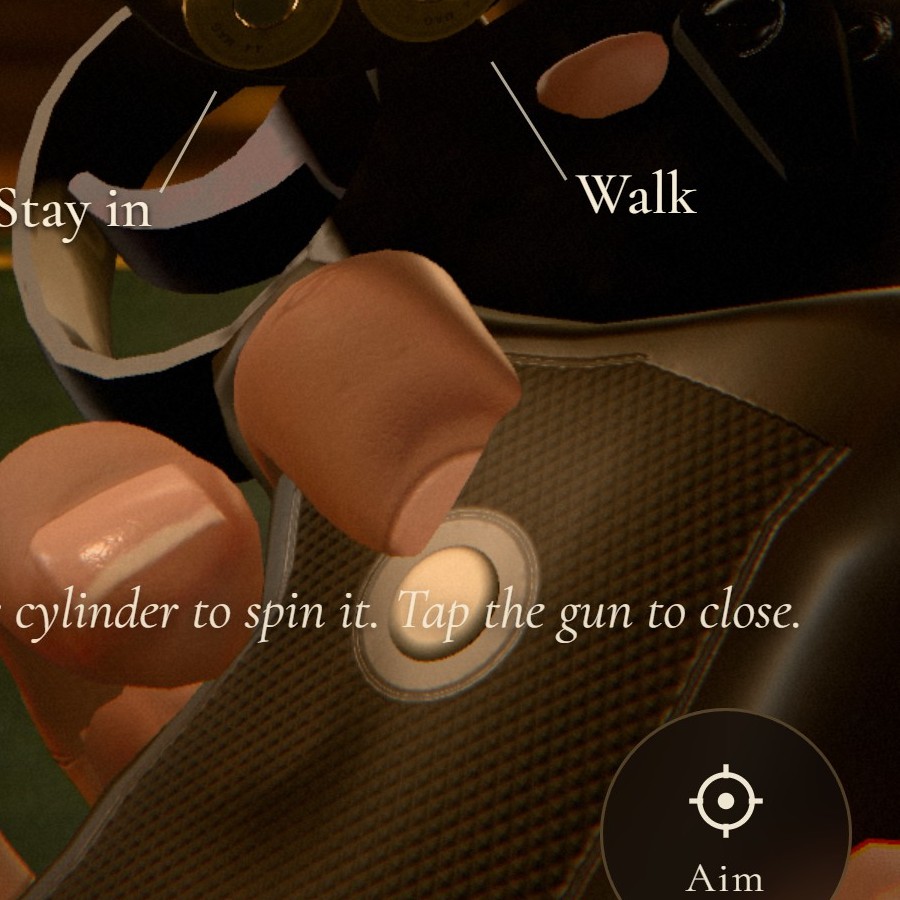 Stay in
Walk
cylinder to spin it. Tap the gun to close.
Aim